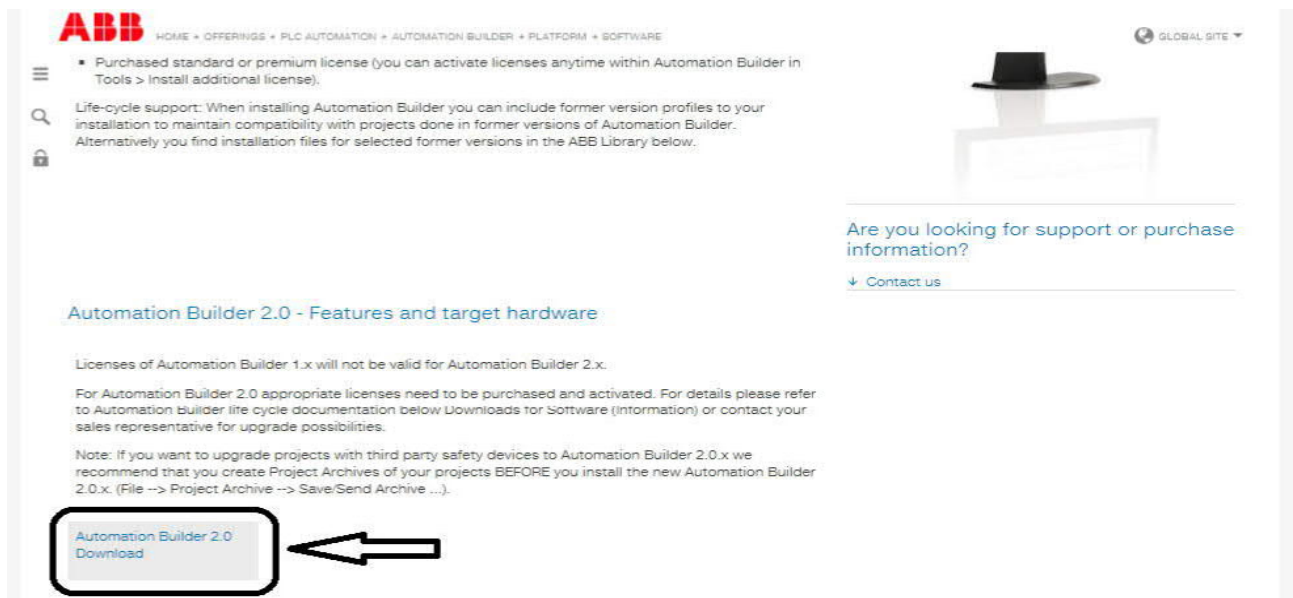 ABB
HOME + OFFERINGS + PLC AUTOMATION + AUTOMATION BUILDER + PLATFORM + SOFTWARE
GLOBAL SITE
▪ Purchased standard or premium license (you can activate licenses anytime within Automation Builder in
Tools > Install additional license).
Life-cycle support: When installing Automation Builder you can include former version profiles to your
installation to maintain compatibility with projects done in former versions of Automation Builder.
Alternatively you find installation files for selected former versions in the ABB Library below.
Are you looking for support or purchase
information?
Contact us
Automation Builder 2.0 - Features and target hardware
Licenses of Automation Builder 1.x will not be valid for Automation Builder 2.x.
For Automation Builder 2.0 appropriate licenses need to be purchased and activated. For details please refer
to Automation Builder life cycle documentation below Downloads for Software (Information) or contact your
sales representative for upgrade possibilities.
Note: If you want to upgrade projects with third party safety devices to Automation Builder 2.0.x we
recommend that you create Project Archives of your projects BEFORE you install the new Automation Builder
2.0.x. (File --> Project Archive --> Save/Send Archive ...).
Automation Builder 2.0
Download